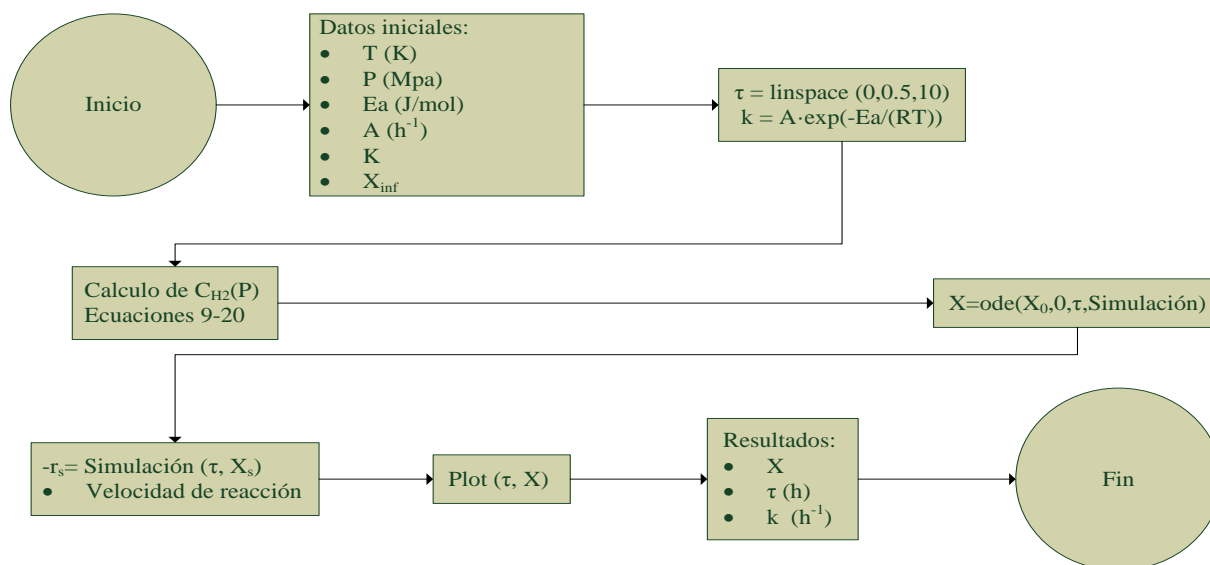 Inicio
Datos iniciales:
• T (K)
• P (Mpa)
• Ea (J/mol)
• A (h⁻¹)
• K
• Xinf
τ = linspace (0,0.5,10)
k = A·exp(-Ea/(RT))
Calculo de CH2(P)
Ecuaciones 9-20
X=ode(X₀,0,τ,Simulación)
-rs= Simulación (τ, Xs)
• Velocidad de reacción
Plot (τ, X)
Resultados:
• X
• τ (h)
• k (h⁻¹)
Fin